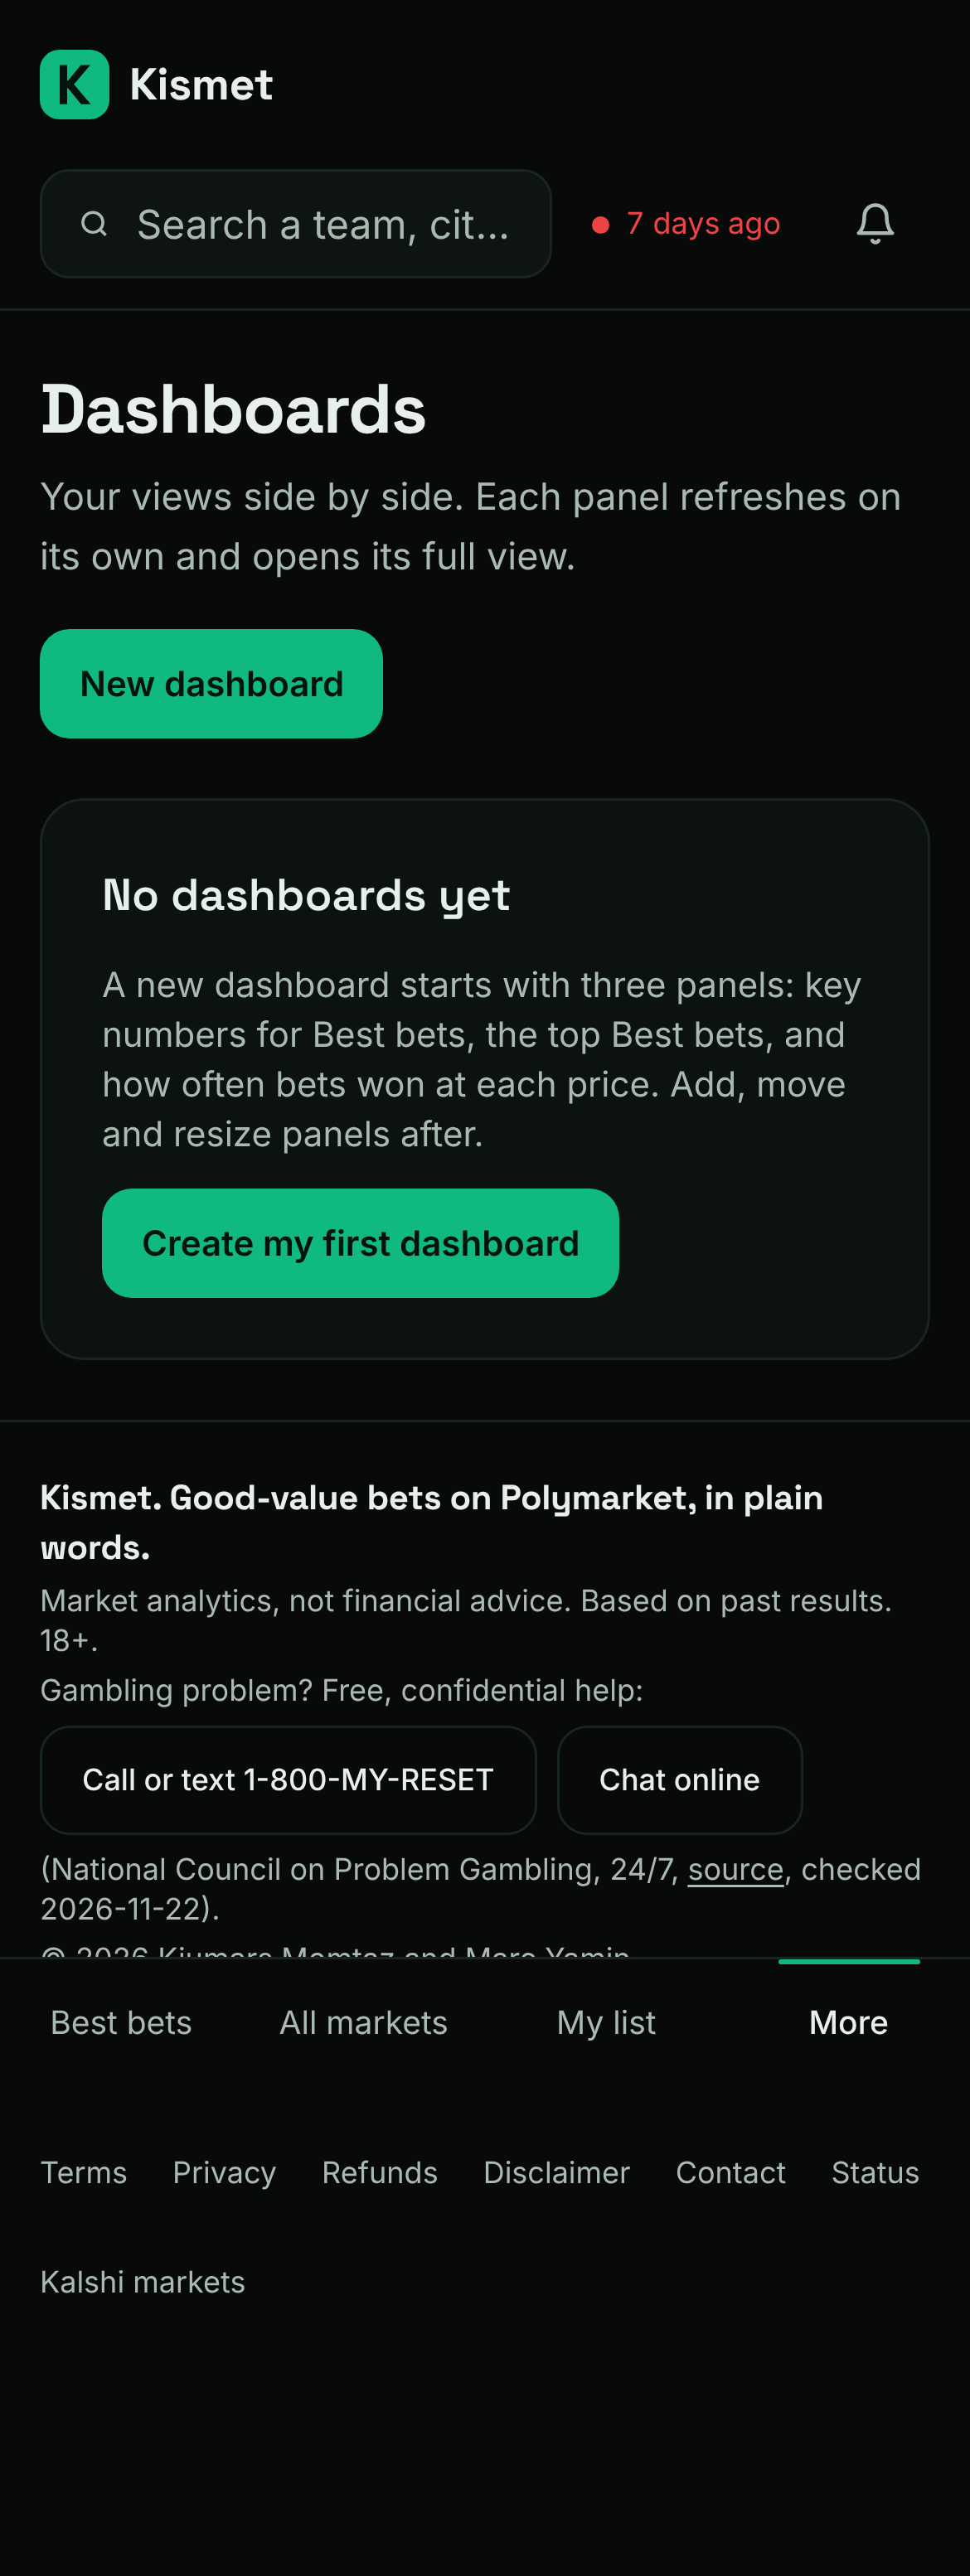 K Kismet
Search a team, cit...
7 days ago
Dashboards
Your views side by side. Each panel refreshes on
its own and opens its full view.
New dashboard
No dashboards yet
A new dashboard starts with three panels: key
numbers for Best bets, the top Best bets, and
how often bets won at each price. Add, move
and resize panels after.
Create my first dashboard
Kismet. Good-value bets on Polymarket, in plain
words.
Market analytics, not financial advice. Based on past results.
18+.
Gambling problem? Free, confidential help:
Call or text 1-800-MY-RESET
Chat online
(National Council on Problem Gambling, 24/7, source, checked
2026-11-22).
© 2026 Kiumars Momtaz and Marc Yamin
Best bets
All markets
My list
More
Terms
Privacy
Refunds
Disclaimer
Contact
Status
Kalshi markets